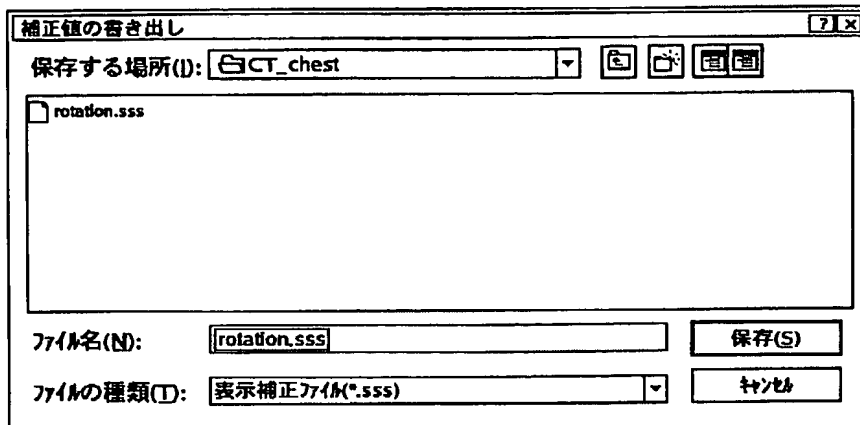 補正値の書き出し
保存する場所(I): CT_chest
rotation.sss
ファイル名(N): rotation.sss 保存(S)
ファイルの種類(T): 表示補正ファイル(*.sss) キャンセル